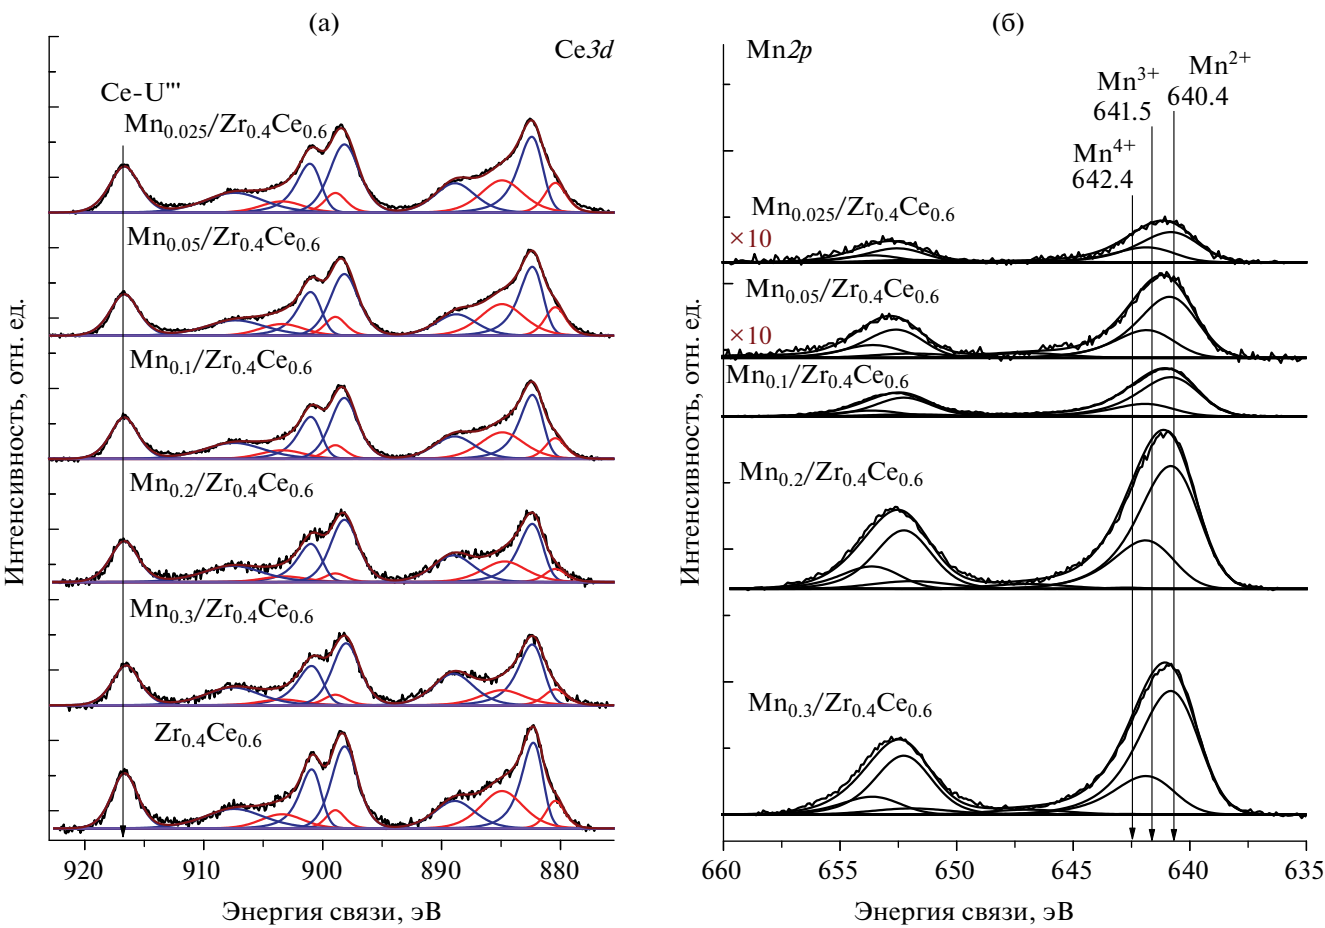 (а)
Интенсивность, отн. ед.
Ce3d
Ce-U'''
Mn0.025/Zr0.4Ce0.6
Mn0.05/Zr0.4Ce0.6
Mn0.1/Zr0.4Ce0.6
Mn0.2/Zr0.4Ce0.6
Mn0.3/Zr0.4Ce0.6
Zr0.4Ce0.6
920 910 900 890 880
Энергия связи, эВ
(б)
Интенсивность, отн. ед.
Mn2p
Mn2+
640.4
Mn3+
641.5
Mn4+
642.4
Mn0.025/Zr0.4Ce0.6
×10
Mn0.05/Zr0.4Ce0.6
×10
Mn0.1/Zr0.4Ce0.6
Mn0.2/Zr0.4Ce0.6
Mn0.3/Zr0.4Ce0.6
660 655 650 645 640 635
Энергия связи, эВ